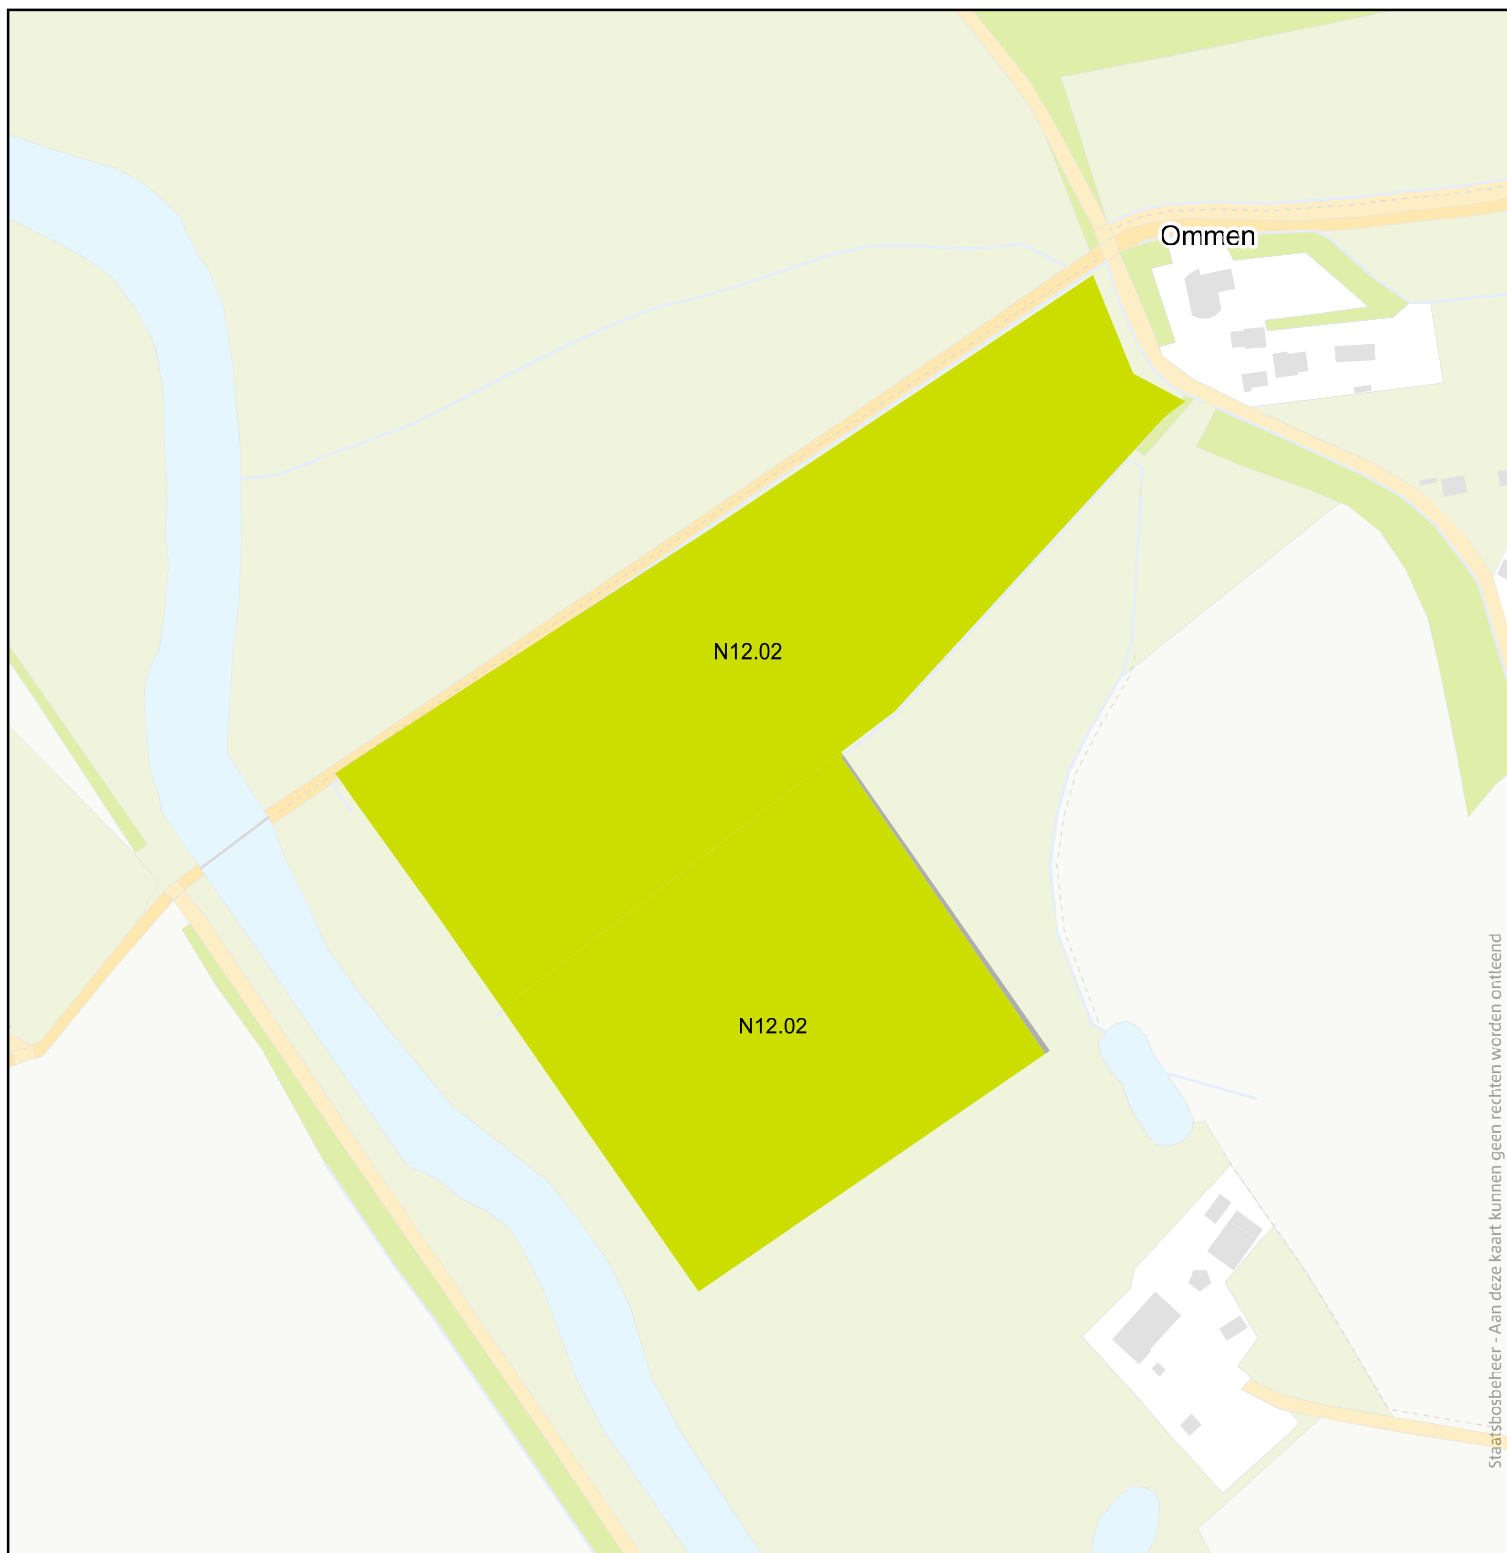 Ommen
N12.02
N12.02
Staatsbosbeheer - Aan deze kaart kunnen geen rechten worden ontleend